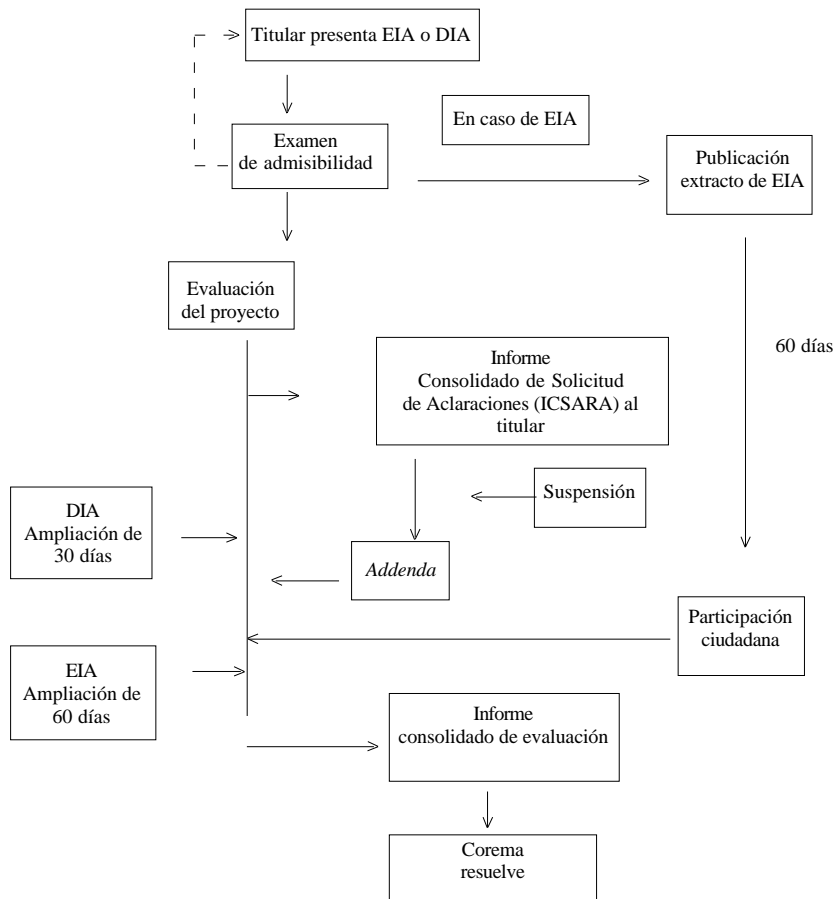 Titular presenta EIA o DIA
En caso de EIA
Examen
de admisibilidad
Publicación
extracto de EIA
Evaluación
del proyecto
60 días
Informe
Consolidado de Solicitud
de Aclaraciones (ICSARA) al
titular
Suspensión
DIA
Ampliación de
30 días
Addenda
Participación
ciudadana
EIA
Ampliación de
60 días
Informe
consolidado de evaluación
Corema
resuelve